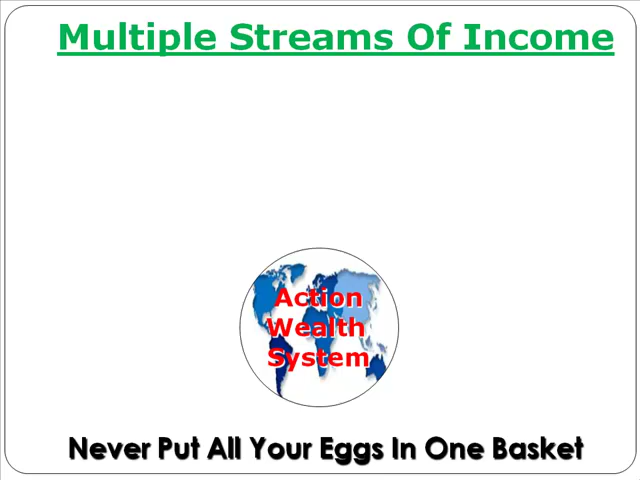 Multiple Streams Of Income
Action
Wealth
System
Never Put All Your Eggs In One Basket